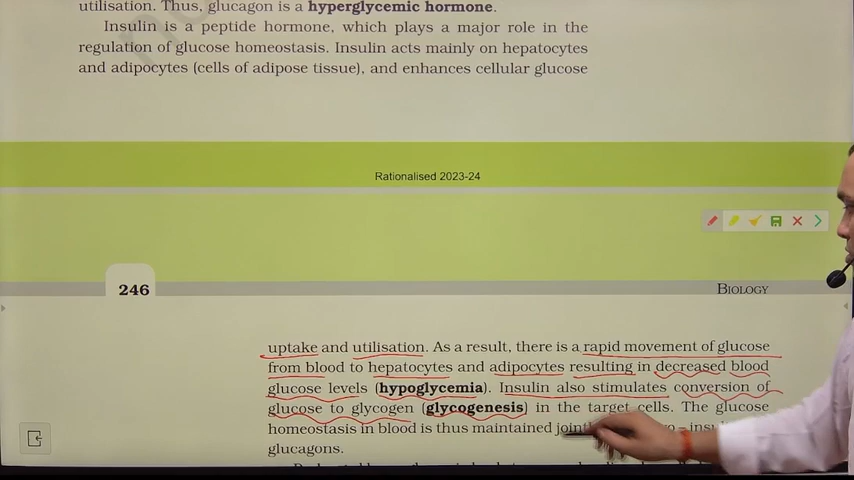 utilisation. Thus, glucagon is a hyperglycemic hormone.
Insulin is a peptide hormone, which plays a major role in the
regulation of glucose homeostasis. Insulin acts mainly on hepatocytes
and adipocytes (cells of adipose tissue), and enhances cellular glucose
Rationalised 2023-24
246
BIOLOGY
uptake and utilisation. As a result, there is a rapid movement of glucose
from blood to hepatocytes and adipocytes resulting in decreased blood
glucose levels (hypoglycemia). Insulin also stimulates conversion of
glucose to glycogen (glycogenesis) in the target cells. The glucose
homeostasis in blood is thus maintained
glucagons.